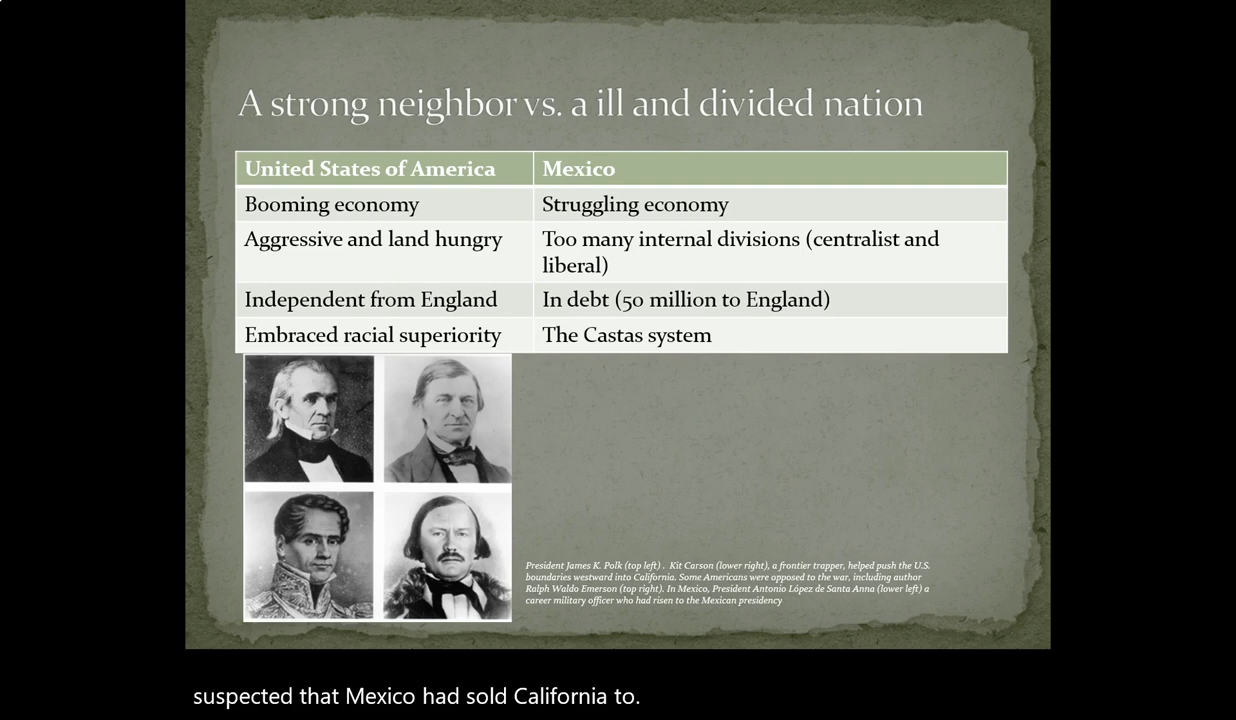 A strong neighbor vs. a ill and divided nation
United States of America
Mexico
Booming economy
Struggling economy
Aggressive and land hungry
Too many internal divisions (centralist and
liberal)
Independent from England
In debt (50 million to England)
Embraced racial superiority
The Castas system
President James K. Polk (top left) . Kit Carson (lower right), a frontier trapper, helped push the U.S.
boundaries westward into California. Some Americans were opposed to the war, including author
Ralph Waldo Emerson (top right). In Mexico, President Antonio López de Santa Anna (lower left) a
career military officer who had risen to the Mexican presidency
suspected that Mexico had sold California to.